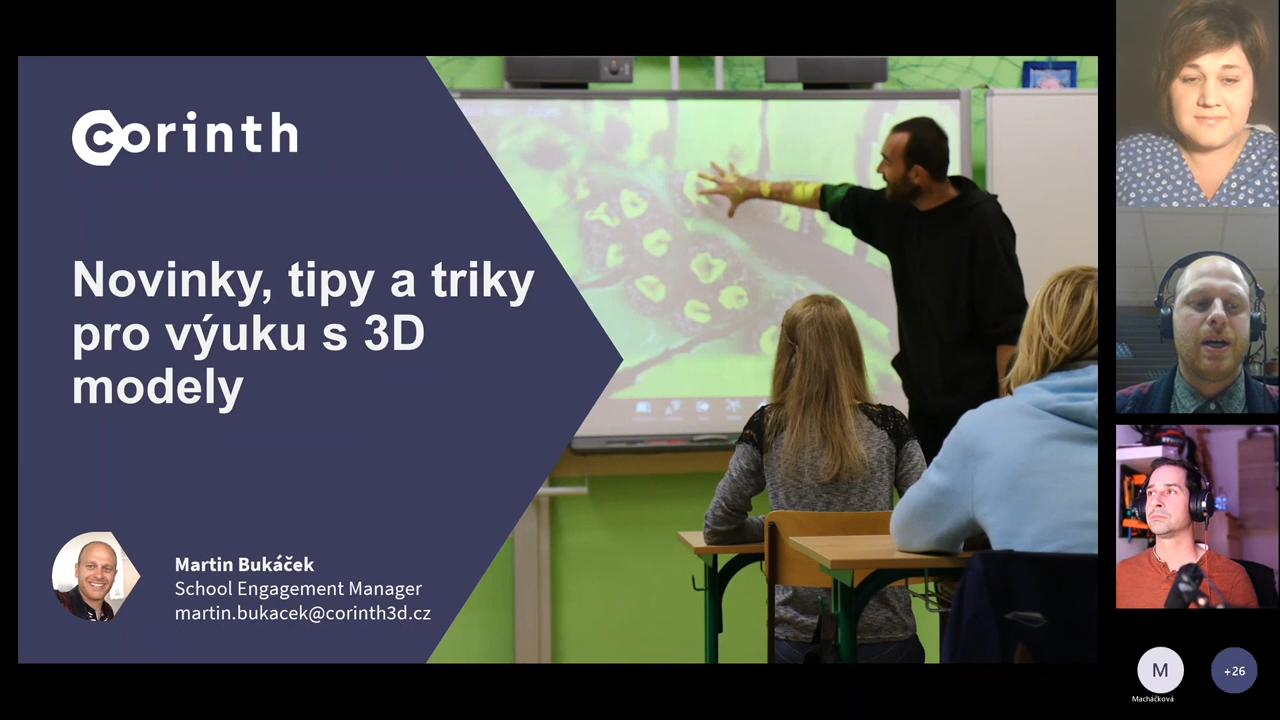 corinth
Novinky, tipy a triky
pro výuku s 3D
modely
Martin Bukáček
School Engagement Manager
martin.bukacek@corinth3d.cz
M
+26
Macháčková